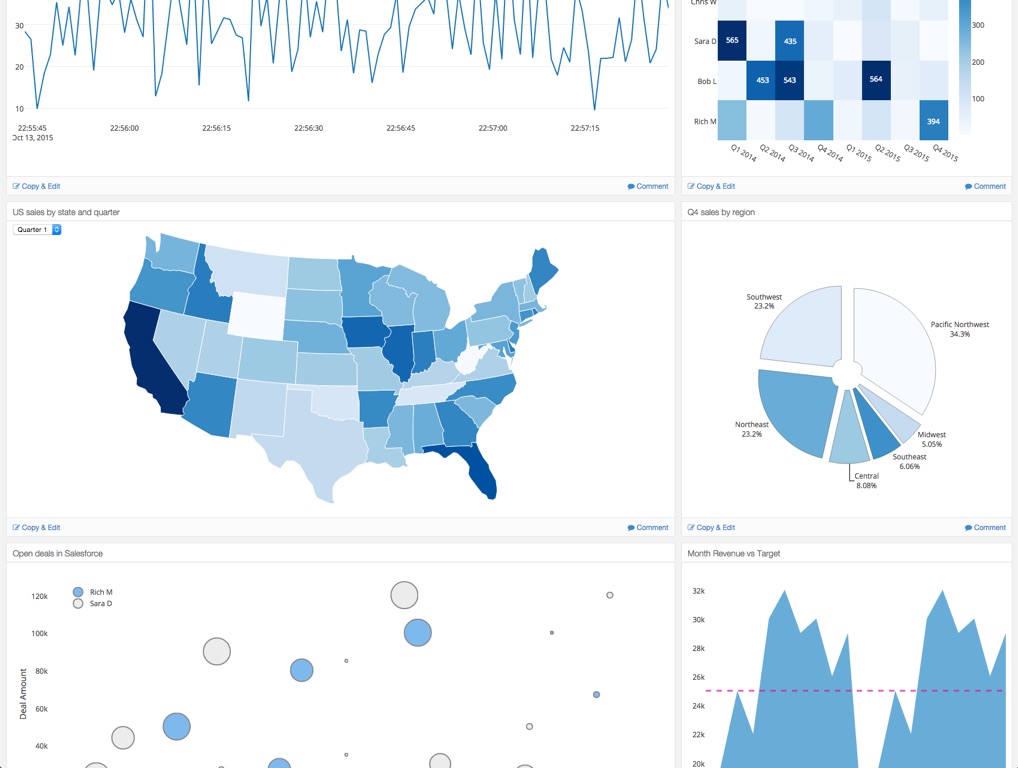 30
20
10
22:55:45
22:56:00
22:56:15
22:56:30
22:56:45
22:57:00
22:57:15
Oct 13, 2015
Copy & Edit
Comment
Chris W
Sara D
Bob L
Rich M
565
435
453
543
564
394
300
200
100
Q1 2014
Q2 2014
Q3 2014
Q4 2014
Q1 2015
Q2 2015
Q3 2015
Q4 2015
Copy & Edit
Comment
US sales by state and quarter
Quarter 1
Copy & Edit
Comment
Q4 sales by region
Southwest
23.2%
Pacific Northwest
34.3%
Northeast
23.2%
Midwest
5.05%
Southeast
6.06%
Central
8.08%
Copy & Edit
Comment
Open deals in Salesforce
Rich M
Sara D
120k
100k
80k
60k
40k
Deal Amount
Month Revenue vs Target
32k
30k
28k
26k
24k
22k
20k